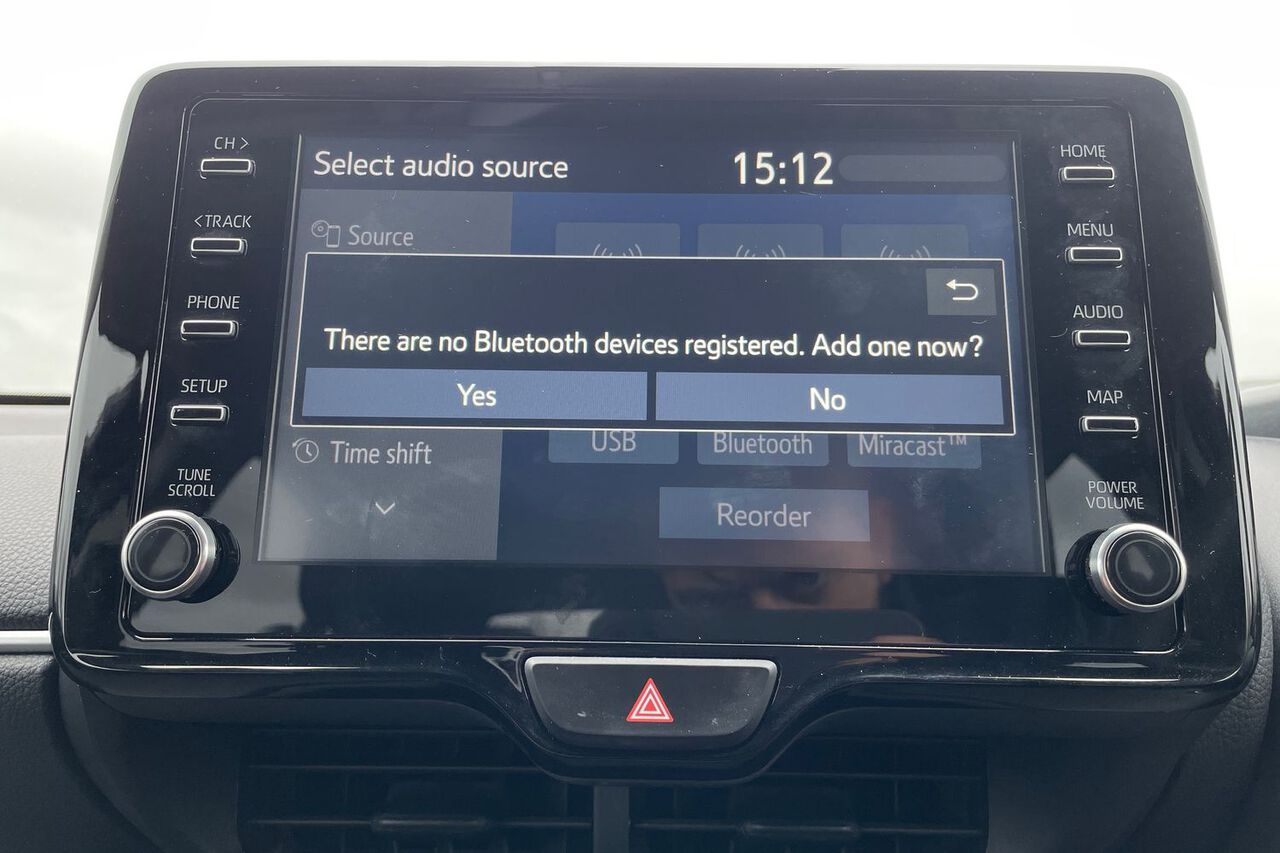 CH >
Select audio source
15:12
HOME
< TRACK
Source
MENU
PHONE
There are no Bluetooth devices registered. Add one now?
AUDIO
SETUP
Yes
No
MAP
Time shift
USB
Bluetooth
Miracast™
TUNE
SCROLL
POWER
VOLUME
Reorder